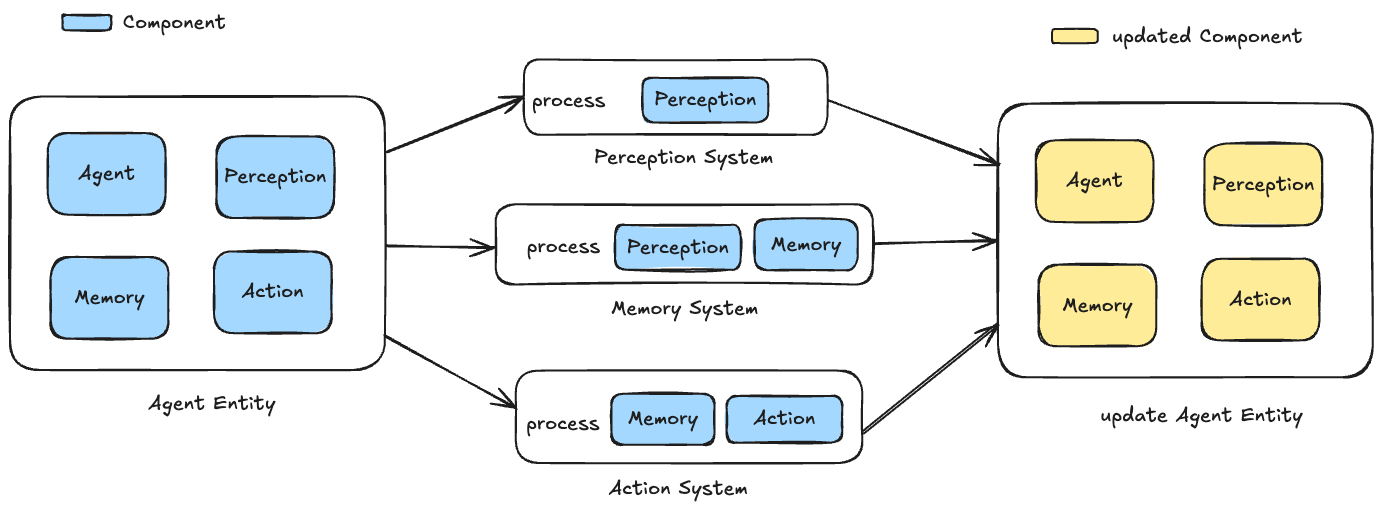 Component
updated Component
Agent
Perception
Memory
Action
Agent Entity
process
Perception
Perception System
process
Perception
Memory
Memory System
process
Memory
Action
Action System
Agent
Perception
Memory
Action
update Agent Entity